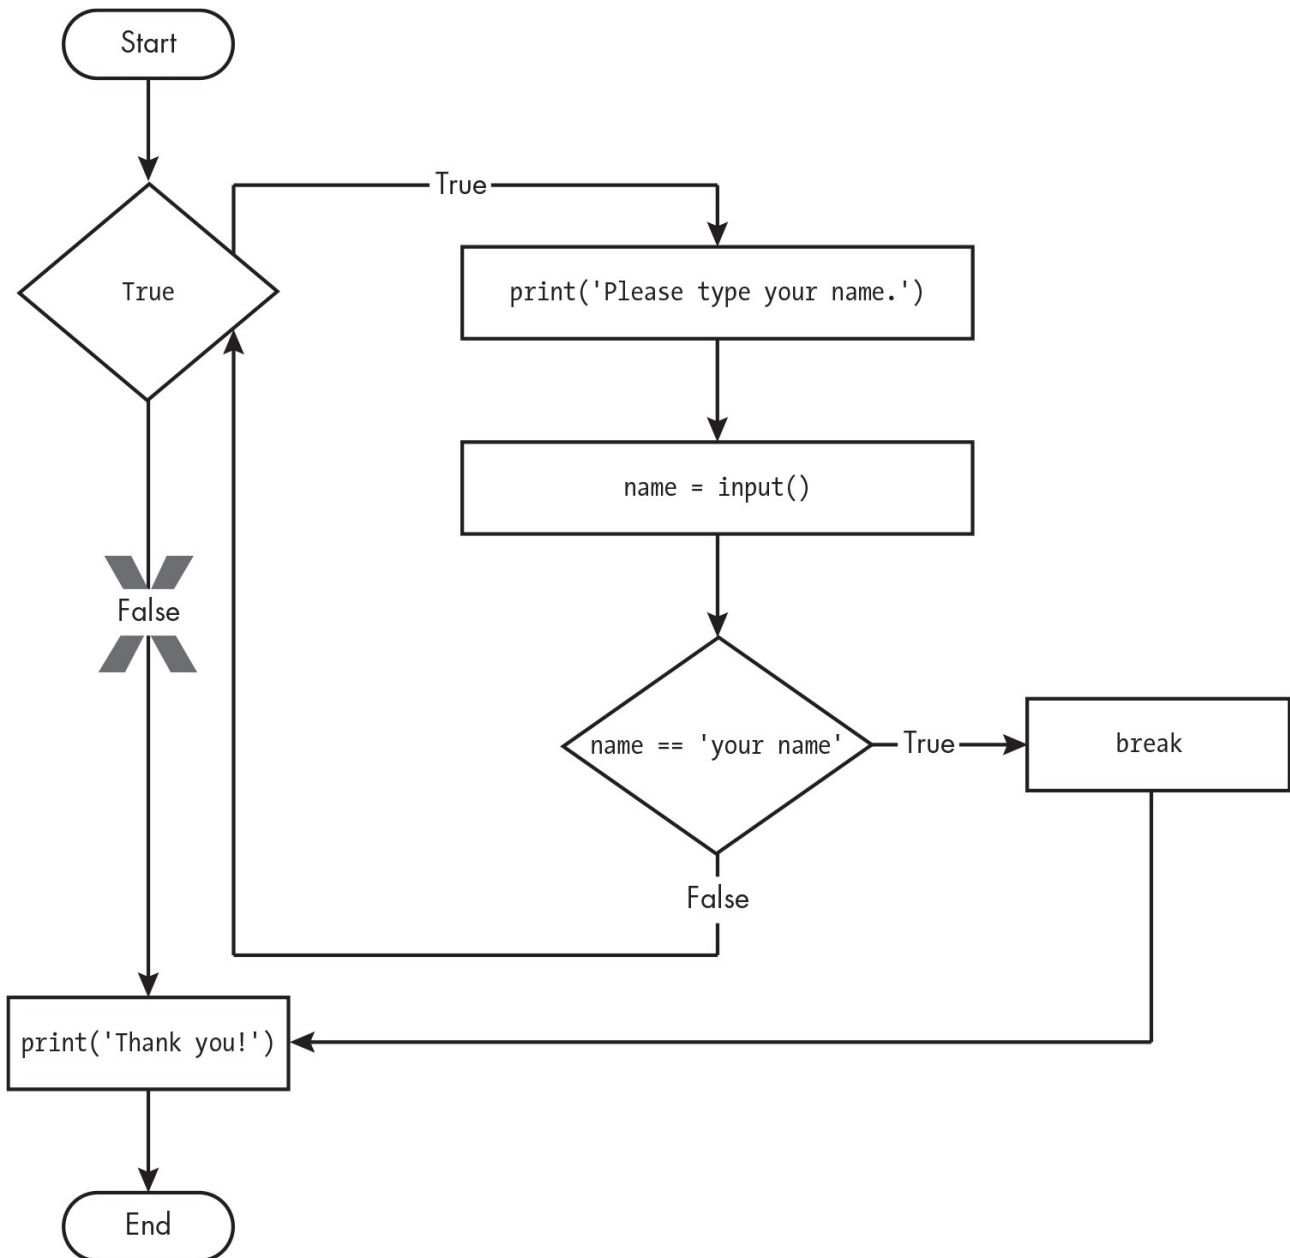 Start
True
True
print('Please type your name.')
name = input()
False
name == 'your name'
True
break
False
print('Thank you!')
End